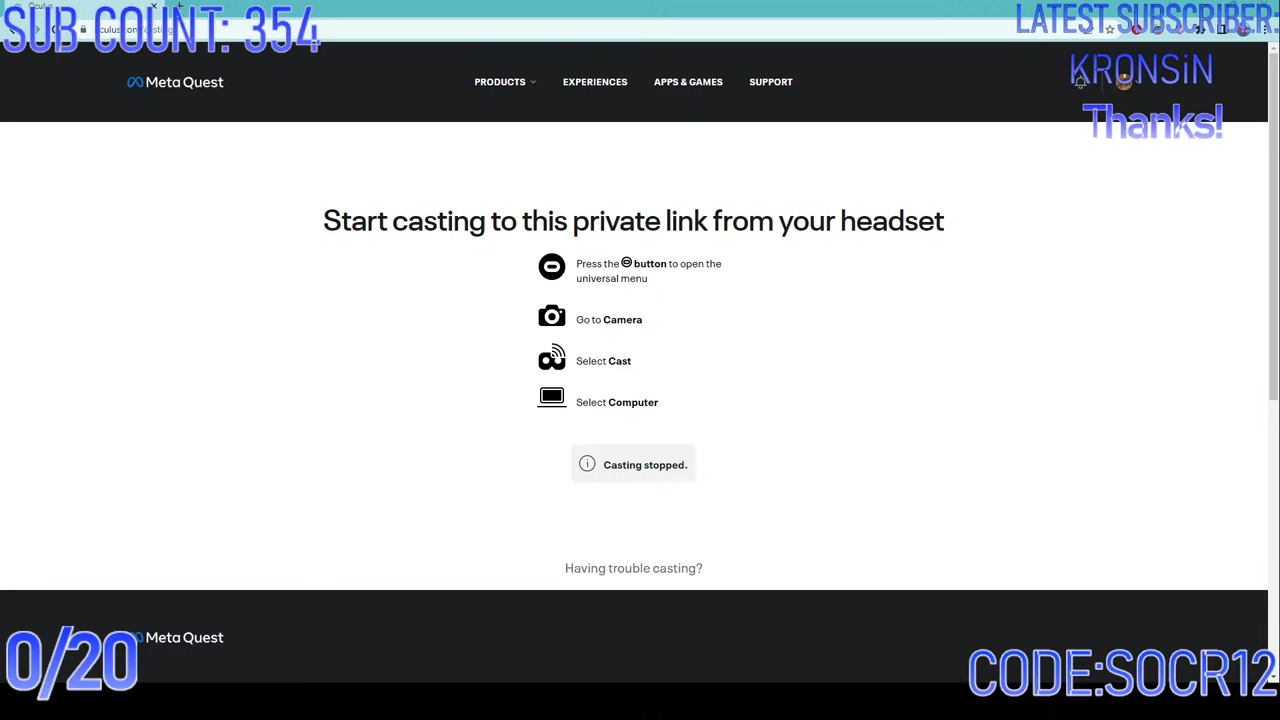 Oculus
SUB COUNT: 354
LATEST SUBSCRIBER:
KRONSiN
Thanks!
Meta Quest
PRODUCTS
EXPERIENCES
APPS & GAMES
SUPPORT
Start casting to this private link from your headset
Press the button to open the
universal menu
Go to Camera
Select Cast
Select Computer
Casting stopped.
Having trouble casting?
Meta Quest
0/20
CODE:SOCR12